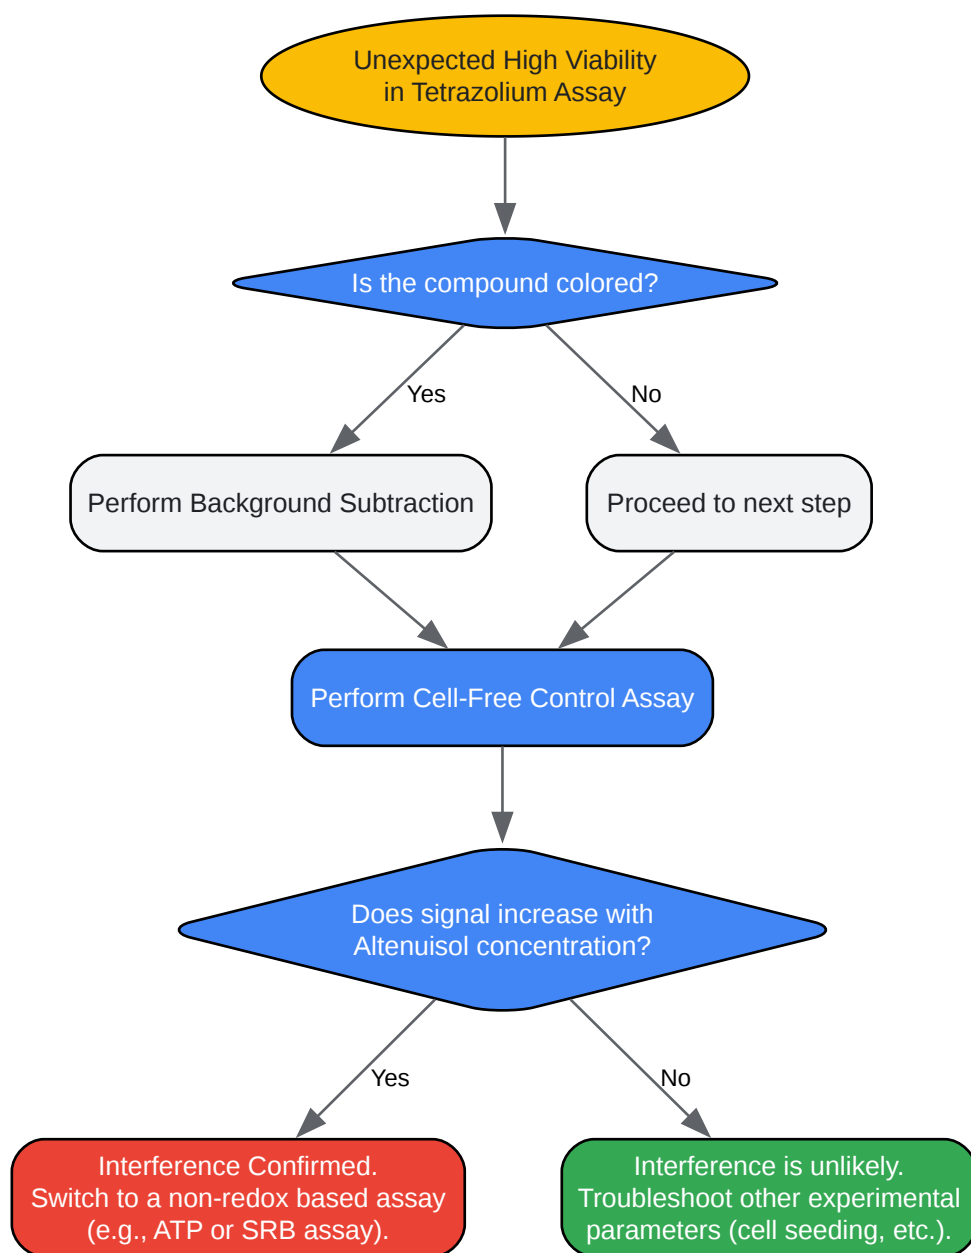 Unexpected High Viability
in Tetrazolium Assay
Is the compound colored?
Yes
No
Perform Background Subtraction
Proceed to next step
Perform Cell-Free Control Assay
Does signal increase with
Altenuisol concentration?
Yes
No
Interference Confirmed.
Switch to a non-redox based assay
(e.g., ATP or SRB assay).
Interference is unlikely.
Troubleshoot other experimental
parameters (cell seeding, etc.).